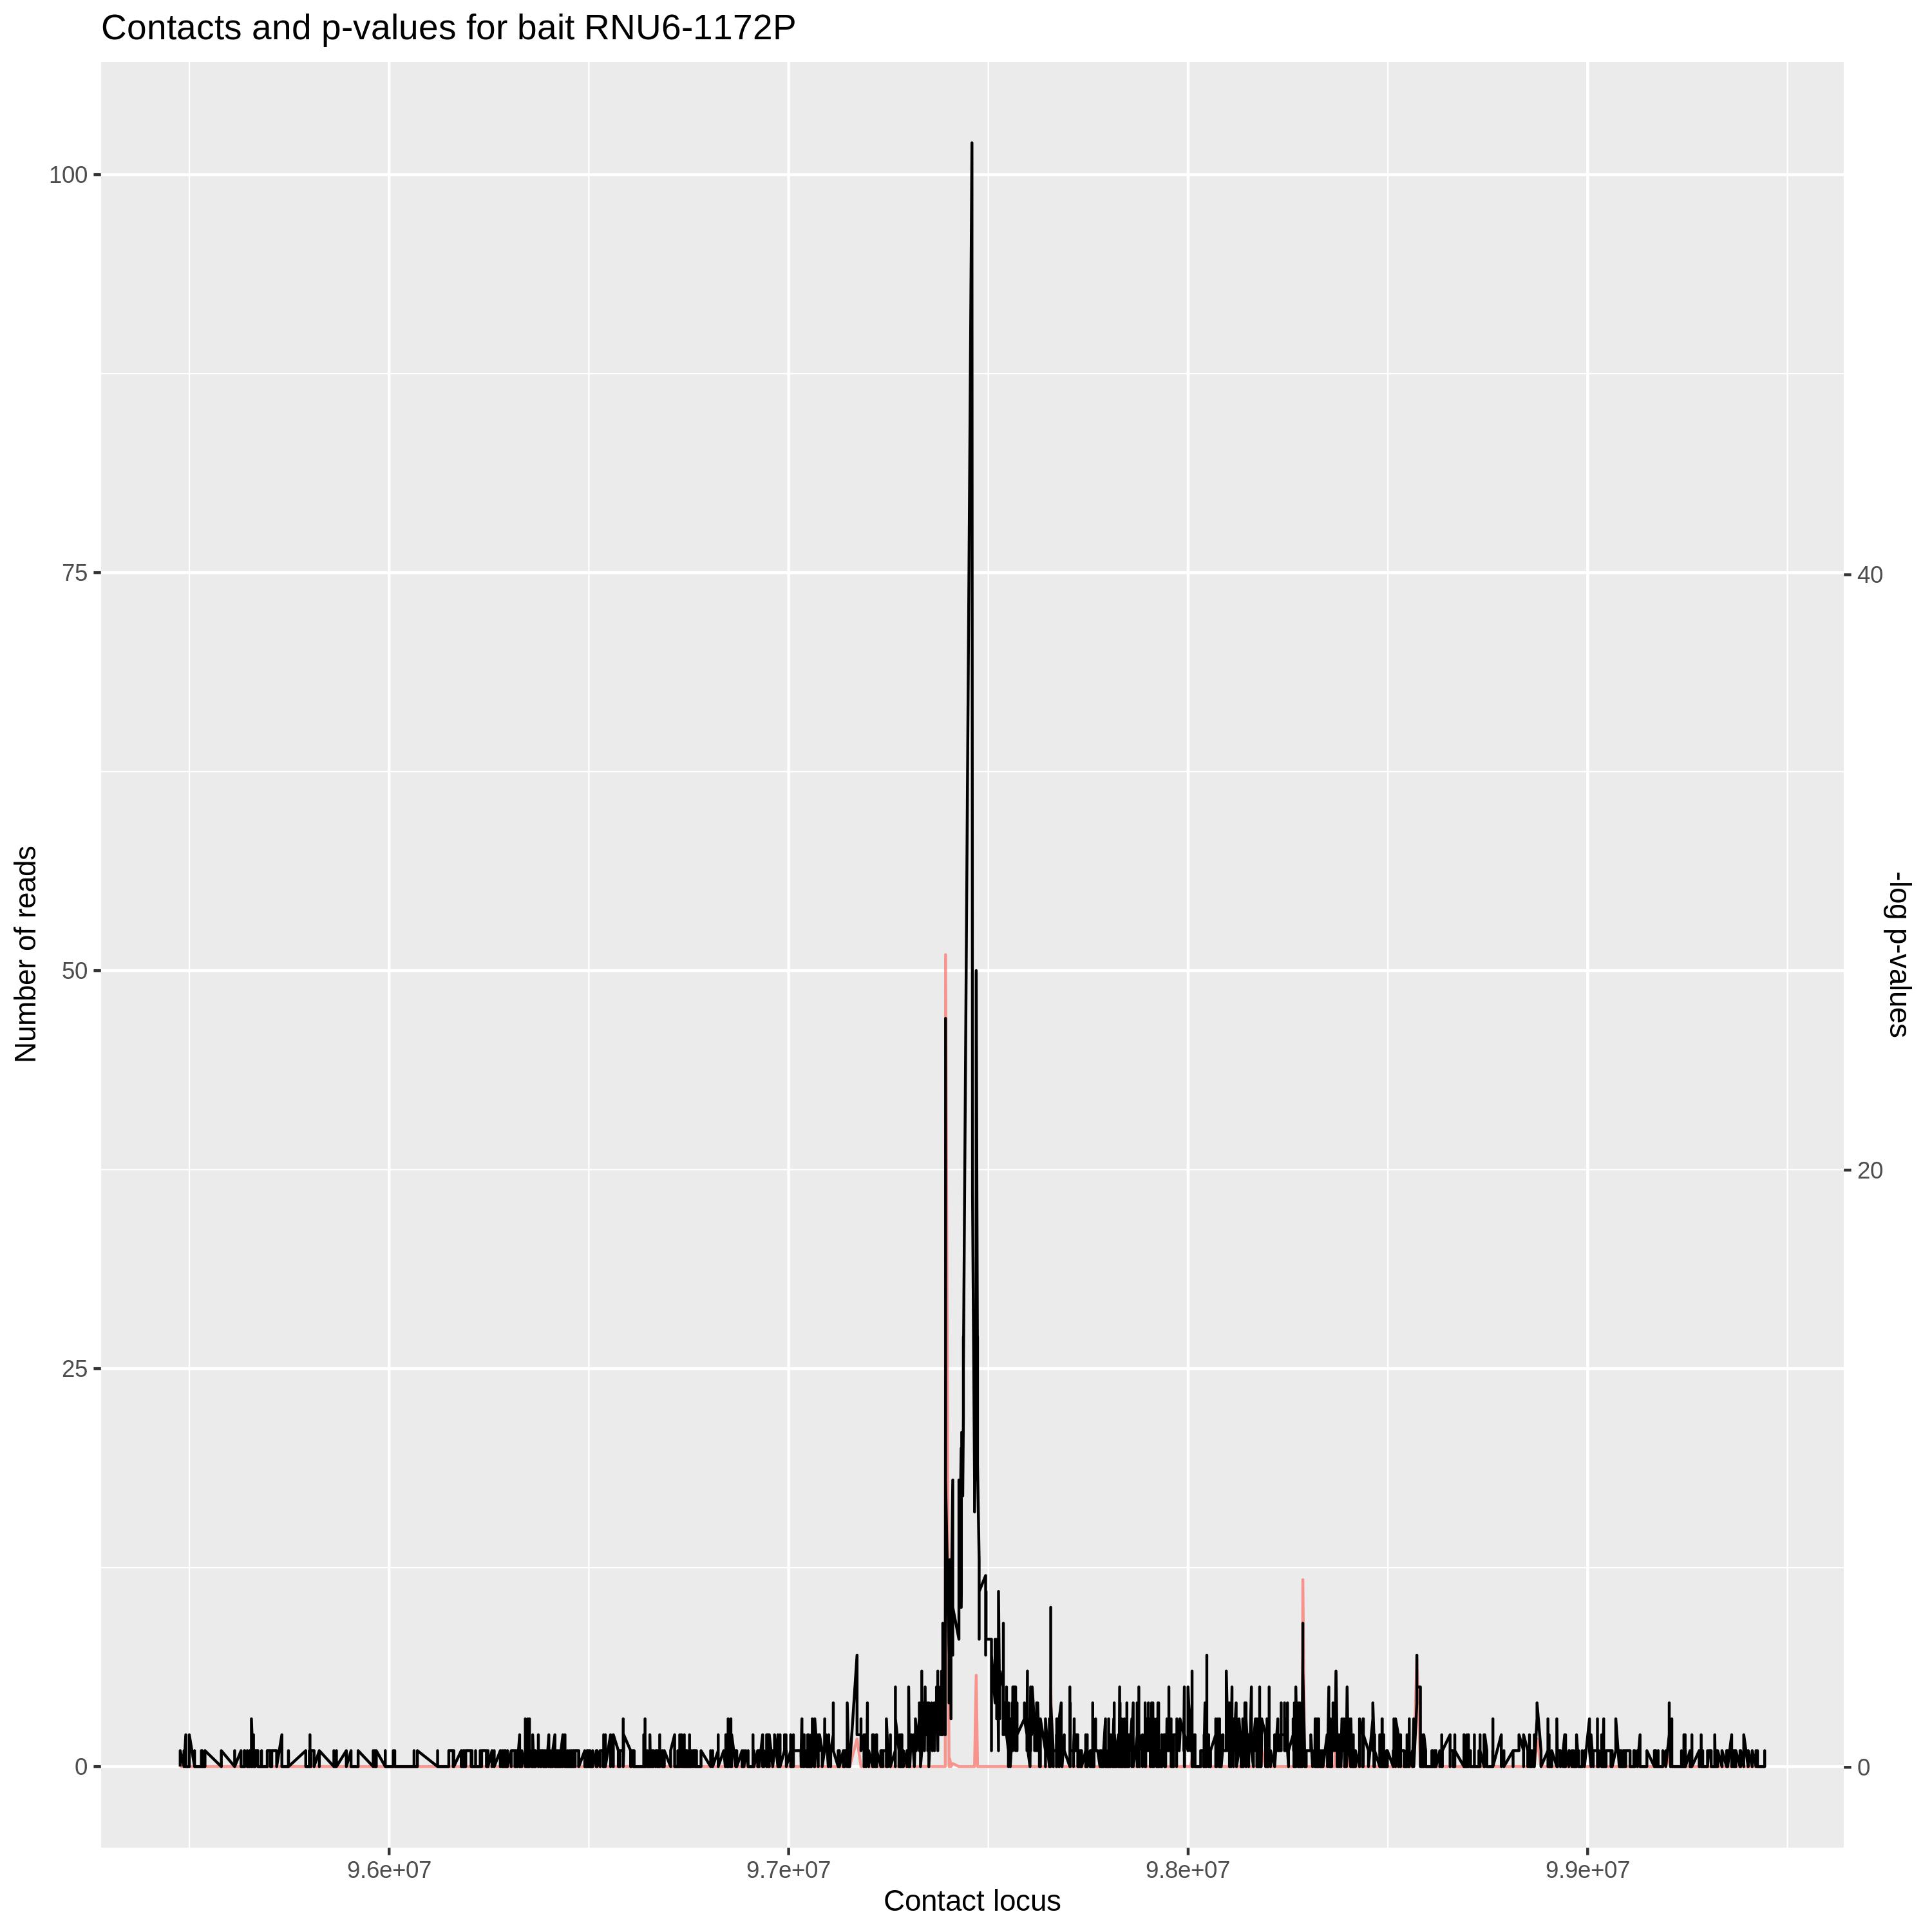 Contacts and p-values for bait RNU6-1172P
100
75
50
25
0
Number of reads
40
20
0
-log p-values
9.6e+07
9.7e+07
9.8e+07
9.9e+07
Contact locus